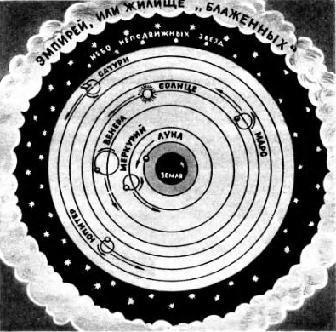 ЭМПИРЕЙ, ИЛИ ЖИЛИЩЕ „БЛАЖЕННЫХ“
НЕБО НЕПОДВИЖНЫХ ЗВЕЗД
САТУРН
СОЛНЦЕ
МАРС
ВЕНЕРА
МЕРКУРИЙ
ЛУНА
ЗЕМЛЯ
ЮПИТЕР